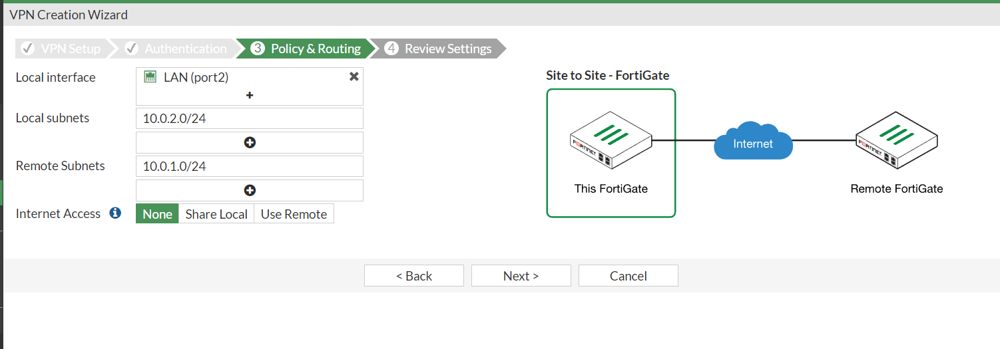 VPN Creation Wizard
VPN Setup
Authentication
3 Policy & Routing
4 Review Settings
Local interface
LAN (port2)
Local subnets
10.0.2.0/24
Remote Subnets
10.0.1.0/24
Internet Access
None
Share Local
Use Remote
Site to Site - FortiGate
FORTINET
Internet
FORTINET
This FortiGate
Remote FortiGate
< Back
Next >
Cancel